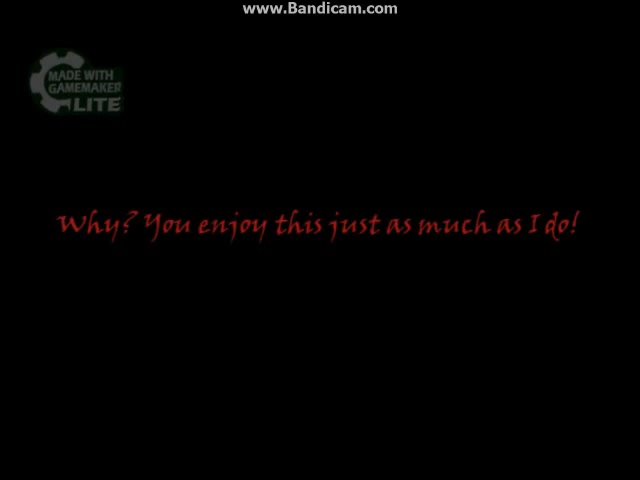 www.Bandicam.com
MADE WITH
GAMEMAKER
LITE
Why? You enjoy this just as much as I do!